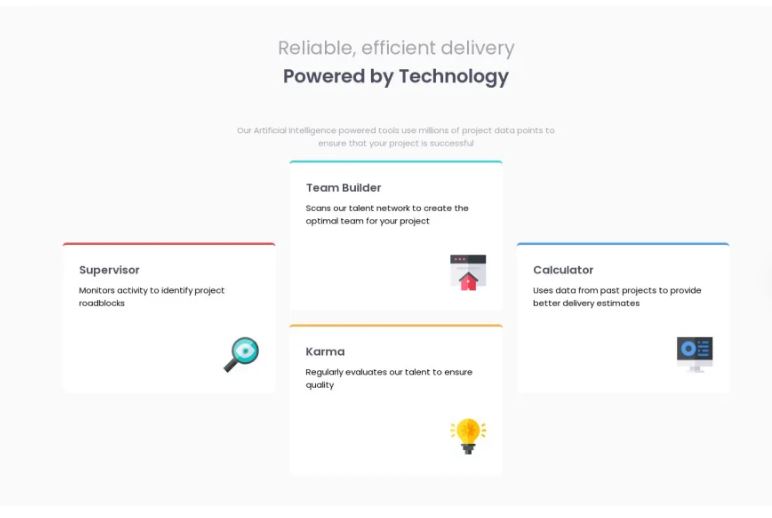 Reliable, efficient delivery
Powered by Technology
Our Artificial Intelligence powered tools use millions of project data points to
ensure that your project is successful
Supervisor
Monitors activity to identify project
roadblocks
Team Builder
Scans our talent network to create the
optimal team for your project
Karma
Regularly evaluates our talent to ensure
quality
Calculator
Uses data from past projects to provide
better delivery estimates